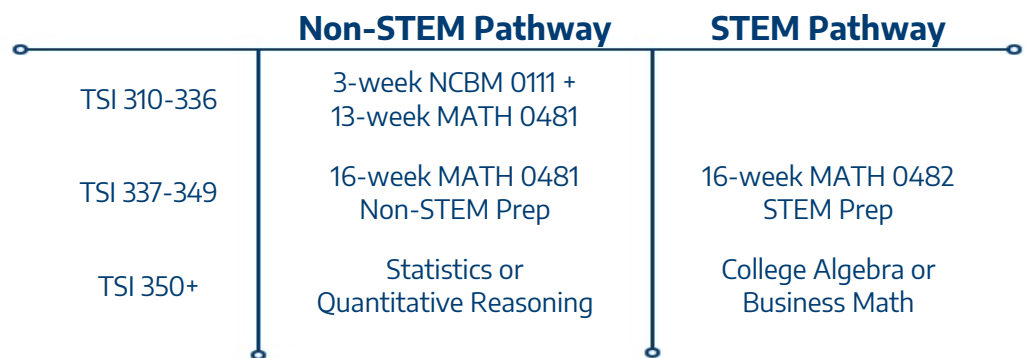 Non-STEM Pathway
STEM Pathway
TSI 310-336
3-week NCBM 0111 +
13-week MATH 0481
TSI 337-349
16-week MATH 0481
Non-STEM Prep
16-week MATH 0482
STEM Prep
TSI 350+
Statistics or
Quantitative Reasoning
College Algebra or
Business Math